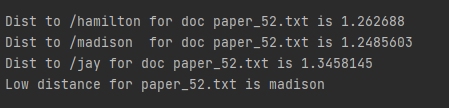 Dist to /hamilton for doc paper_52.txt is 1.262688
Dist to /madison  for doc paper_52.txt is 1.2485603
Dist to /jay for doc paper_52.txt is 1.3458145
Low distance for paper_52.txt is madison